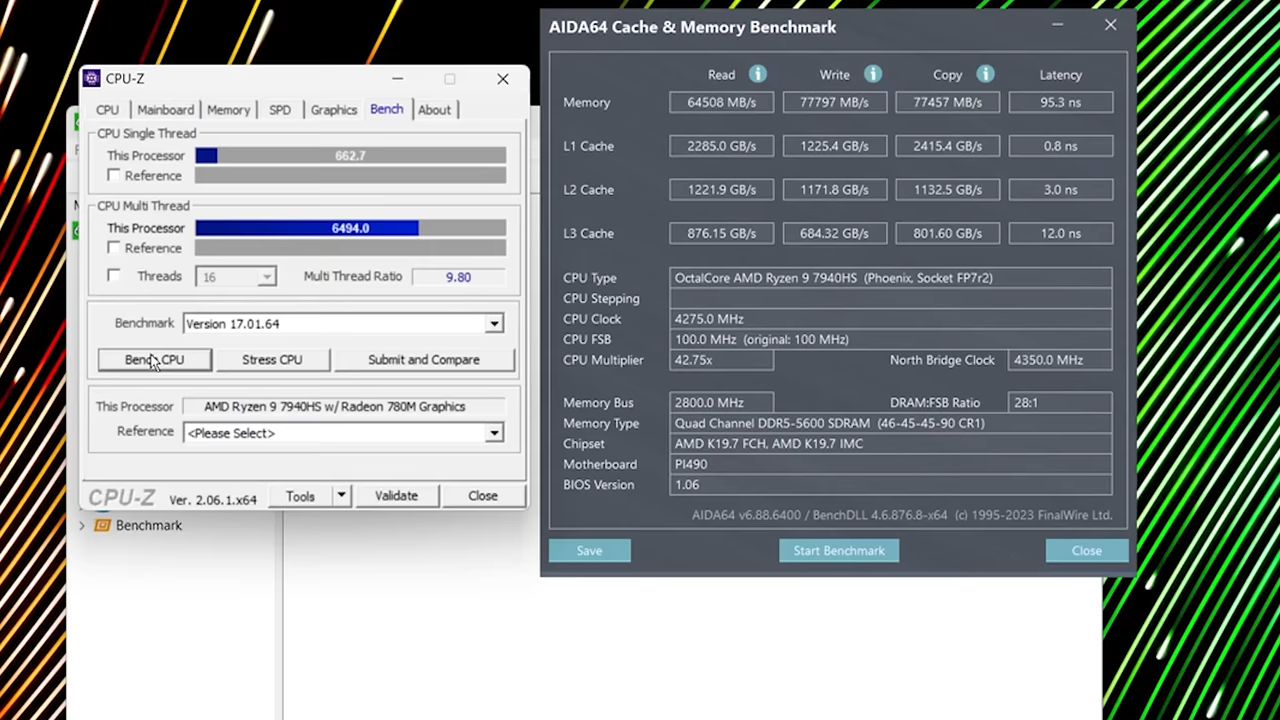 CPU-Z
CPU Mainboard Memory SPD Graphics Bench About
CPU Single Thread
This Processor 662.7
Reference
CPU Multi Thread
This Processor 6494.0
Reference
Threads 16 Multi Thread Ratio 9.80
Benchmark Version 17.01.64
Bench CPU Stress CPU Submit and Compare
This Processor AMD Ryzen 9 7940HS w/ Radeon 780M Graphics
Reference <Please Select>
CPU-Z Ver. 2.06.1.x64 Tools Validate Close
Benchmark
AIDA64 Cache & Memory Benchmark
Read Write Copy Latency
Memory 64508 MB/s 77797 MB/s 77457 MB/s 95.3 ns
L1 Cache 2285.0 GB/s 1225.4 GB/s 2415.4 GB/s 0.8 ns
L2 Cache 1221.9 GB/s 1171.8 GB/s 1132.5 GB/s 3.0 ns
L3 Cache 876.15 GB/s 684.32 GB/s 801.60 GB/s 12.0 ns
CPU Type OctalCore AMD Ryzen 9 7940HS (Phoenix, Socket FP7r2)
CPU Stepping
CPU Clock 4275.0 MHz
CPU FSB 100.0 MHz (original: 100 MHz)
CPU Multiplier 42.75x North Bridge Clock 4350.0 MHz
Memory Bus 2800.0 MHz DRAM:FSB Ratio 28:1
Memory Type Quad Channel DDR5-5600 SDRAM (46-45-45-90 CR1)
Chipset AMD K19.7 FCH, AMD K19.7 IMC
Motherboard PI490
BIOS Version 1.06
AIDA64 v6.88.6400 / BenchDLL 4.6.876.8-x64 (c) 1995-2023 FinalWire Ltd.
Save Start Benchmark Close